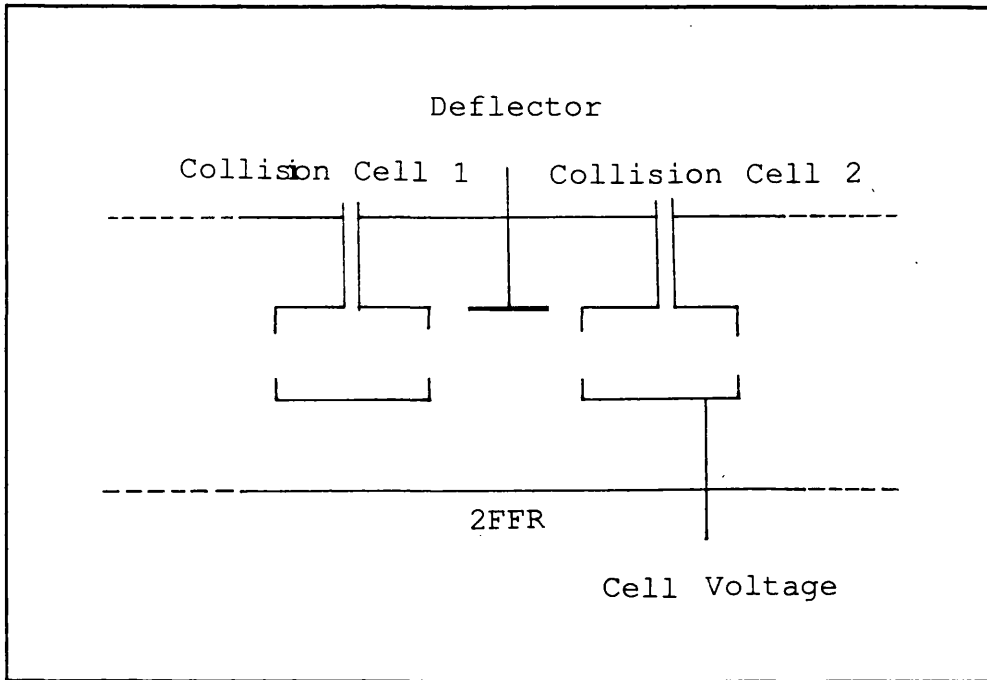 Deflector
Collision Cell 1
Collision Cell 2
2FFR
Cell Voltage